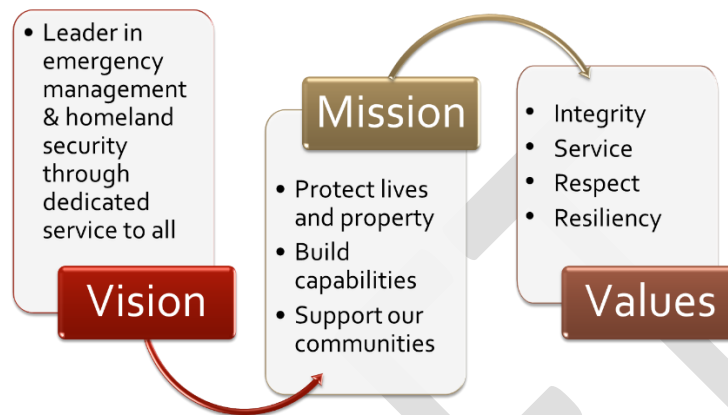 • Leader in
emergency
management
& homeland
security
through
dedicated
service to all
Vision
Mission
• Protect lives
and property
• Build
capabilities
• Support our
communities
• Integrity
• Service
• Respect
• Resiliency
Values